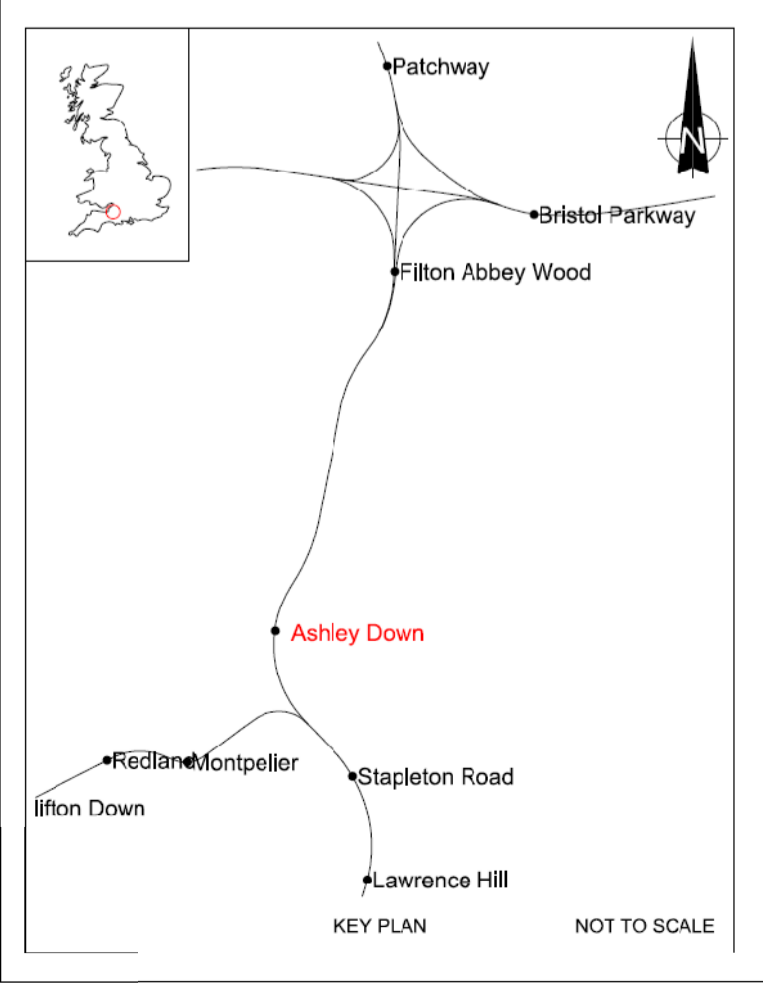 Patchway
N
Bristol Parkway
Filton Abbey Wood
Ashley Down
Redland
Montpelier
lifton Down
Stapleton Road
Lawrence Hill
KEY PLAN
NOT TO SCALE